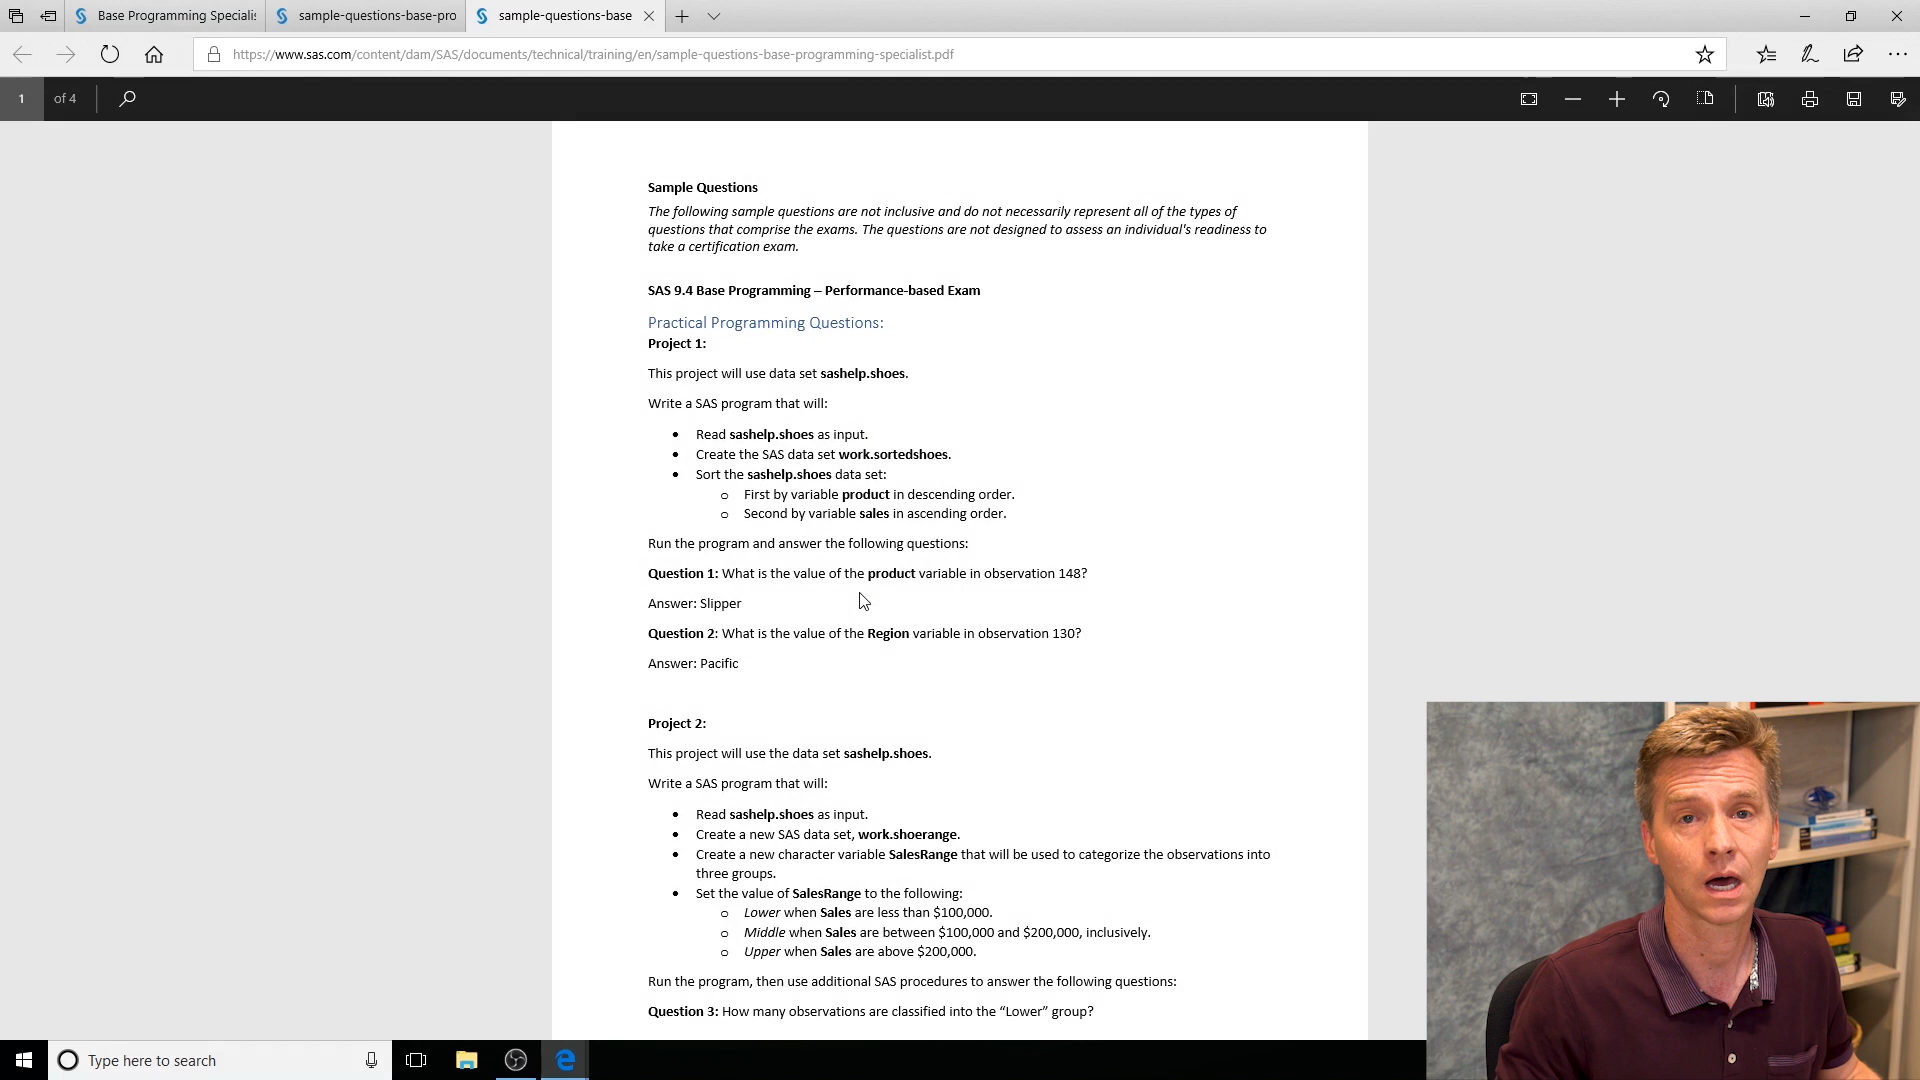 Base Programming Speciali
sample-questions-base-pro
sample-questions-base
https://www.sas.com/content/dam/SAS/documents/technical/training/en/sample-questions-base-programming-specialist.pdf
1 of 4
Sample Questions
The following sample questions are not inclusive and do not necessarily represent all of the types of
questions that comprise the exams. The questions are not designed to assess an individual's readiness to
take a certification exam.
SAS 9.4 Base Programming – Performance-based Exam
Practical Programming Questions:
Project 1:
This project will use data set sashelp.shoes.
Write a SAS program that will:
• Read sashelp.shoes as input.
• Create the SAS data set work.sortedshoes.
• Sort the sashelp.shoes data set:
o First by variable product in descending order.
o Second by variable sales in ascending order.
Run the program and answer the following questions:
Question 1: What is the value of the product variable in observation 148?
Answer: Slipper
Question 2: What is the value of the Region variable in observation 130?
Answer: Pacific
Project 2:
This project will use the data set sashelp.shoes.
Write a SAS program that will:
• Read sashelp.shoes as input.
• Create a new SAS data set, work.shoerange.
• Create a new character variable SalesRange that will be used to categorize the observations into
three groups.
• Set the value of SalesRange to the following:
o Lower when Sales are less than $100,000.
o Middle when Sales are between $100,000 and $200,000, inclusively.
o Upper when Sales are above $200,000.
Run the program, then use additional SAS procedures to answer the following questions:
Question 3: How many observations are classified into the “Lower” group?
Type here to search